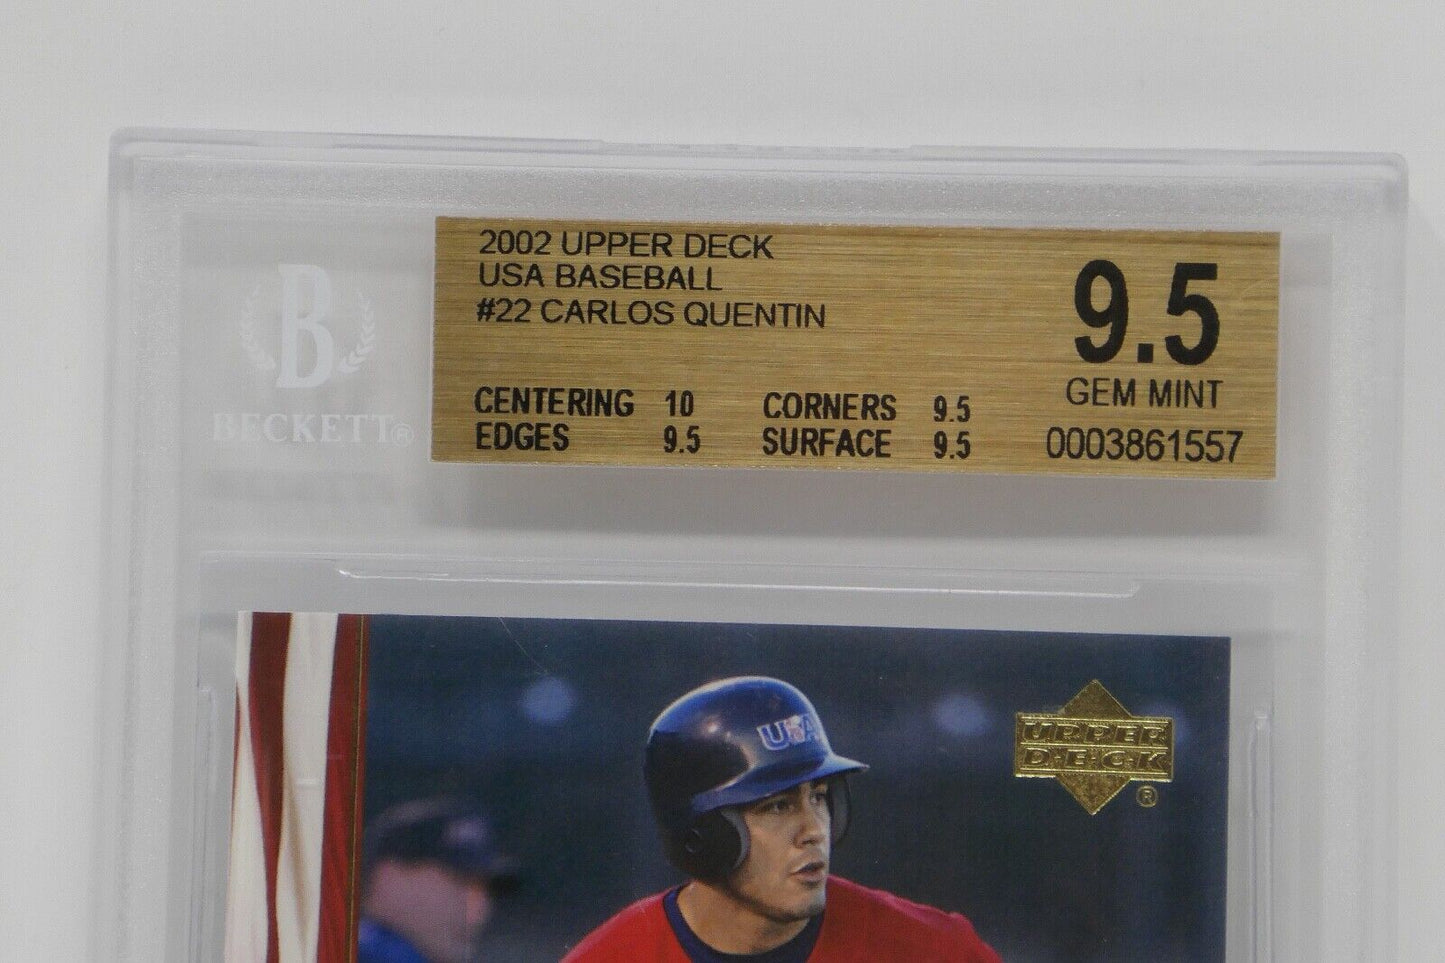 2002 UPPER DECK
USA BASEBALL
#22 CARLOS QUENTIN
9.5
GEM MINT
CENTERING 10 CORNERS 9.5
EDGES 9.5 SURFACE 9.5
0003861557
B
BECKETT®
USA
UPPER
D·E·C·K
®